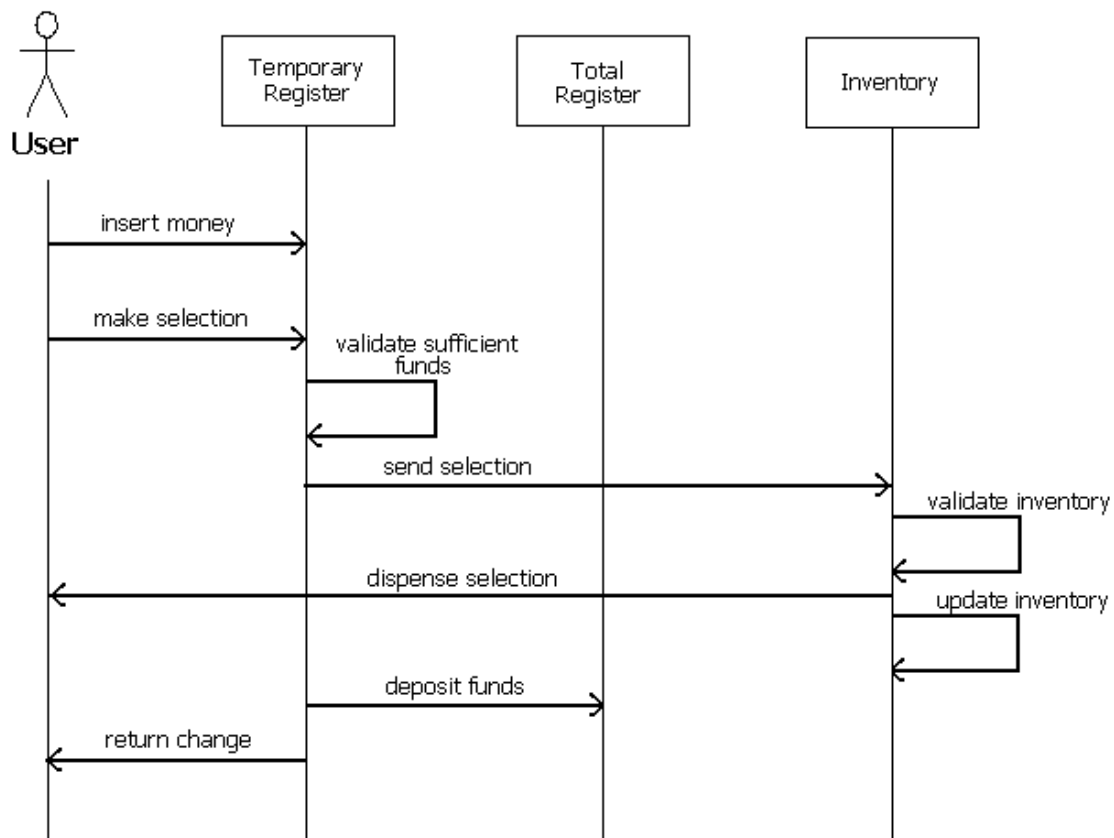 Temporary
Register
Total
Register
Inventory
User
insert money
make selection
validate sufficient
funds
send selection
validate inventory
dispense selection
update inventory
deposit funds
return change